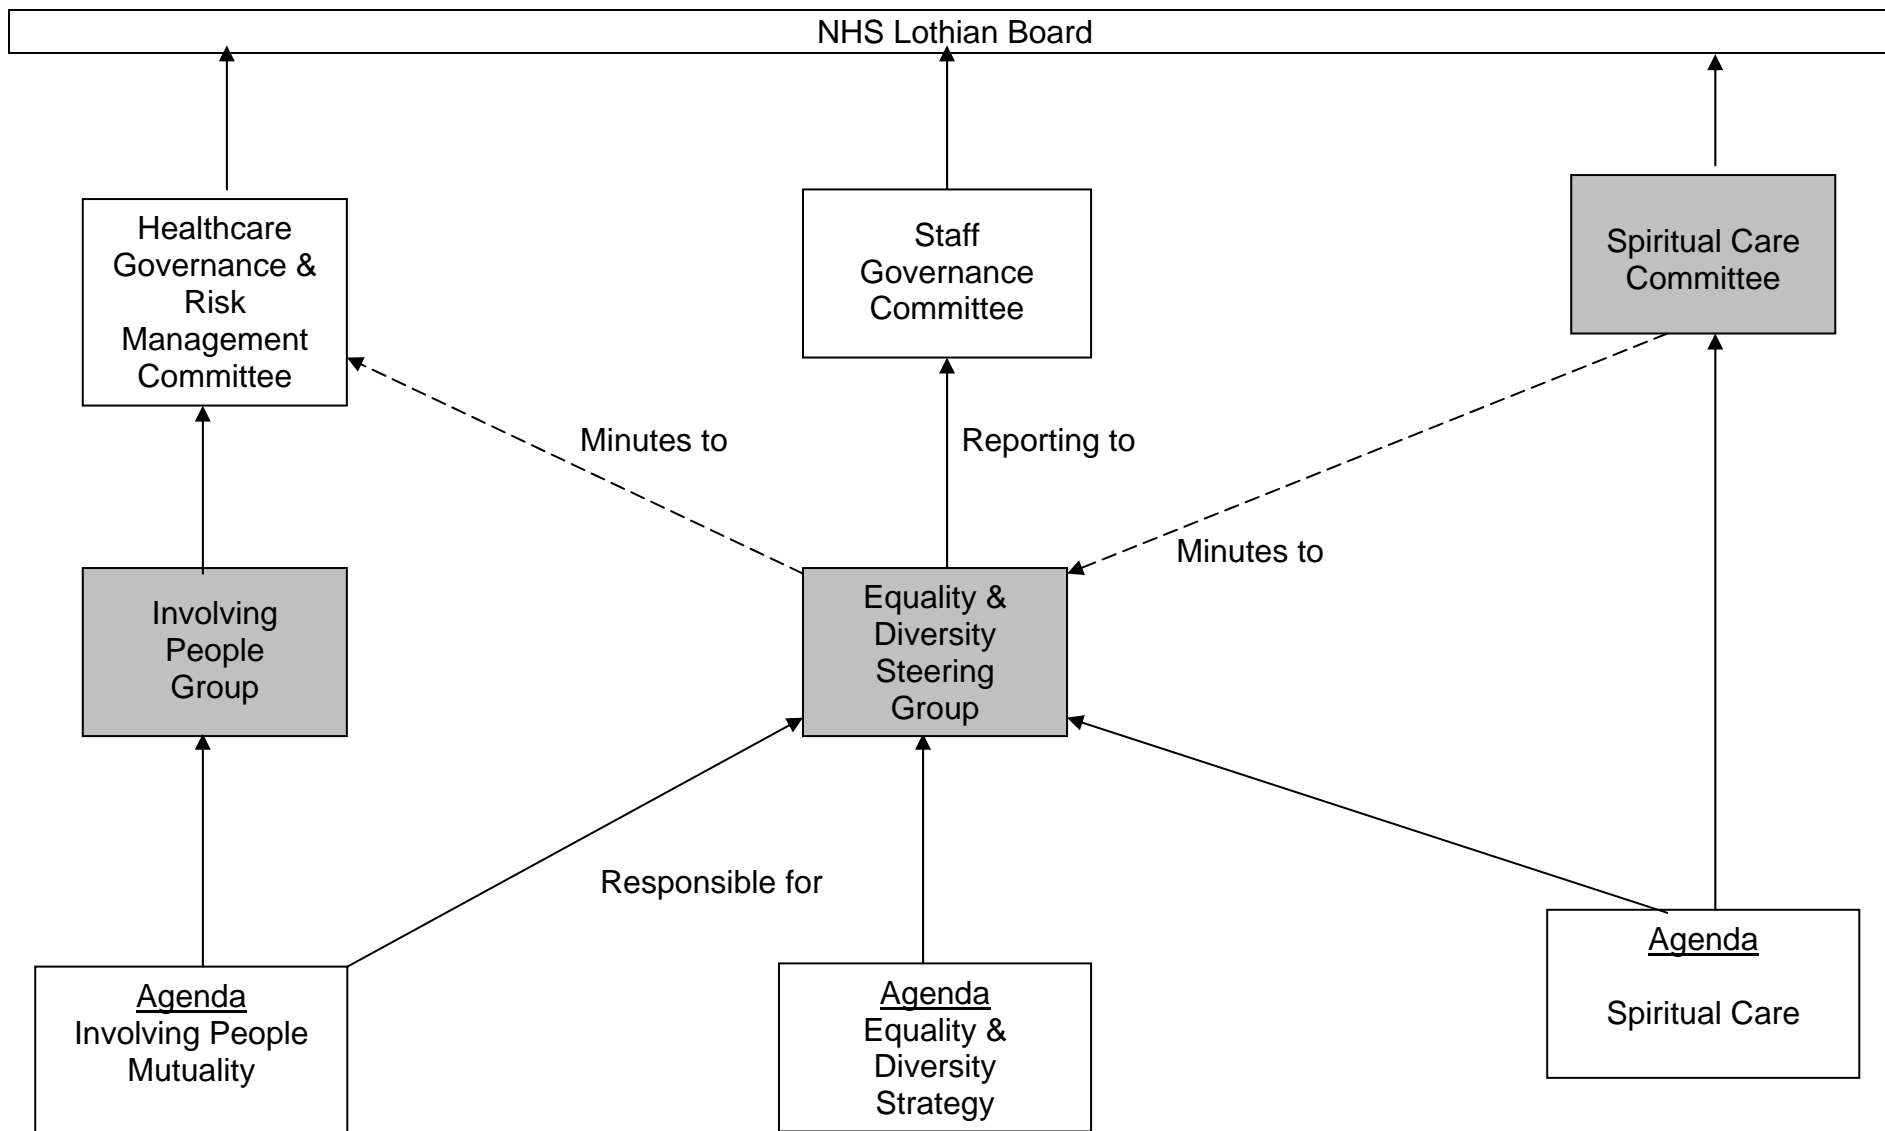 NHS Lothian Board
Healthcare
Governance &
Risk
Management
Committee
Staff
Governance
Committee
Spiritual Care
Committee
Minutes to
Reporting to
Minutes to
Involving
People
Group
Equality &
Diversity
Steering
Group
Responsible for
Agenda
Involving People
Mutuality
Agenda
Equality &
Diversity
Strategy
Agenda
Spiritual Care